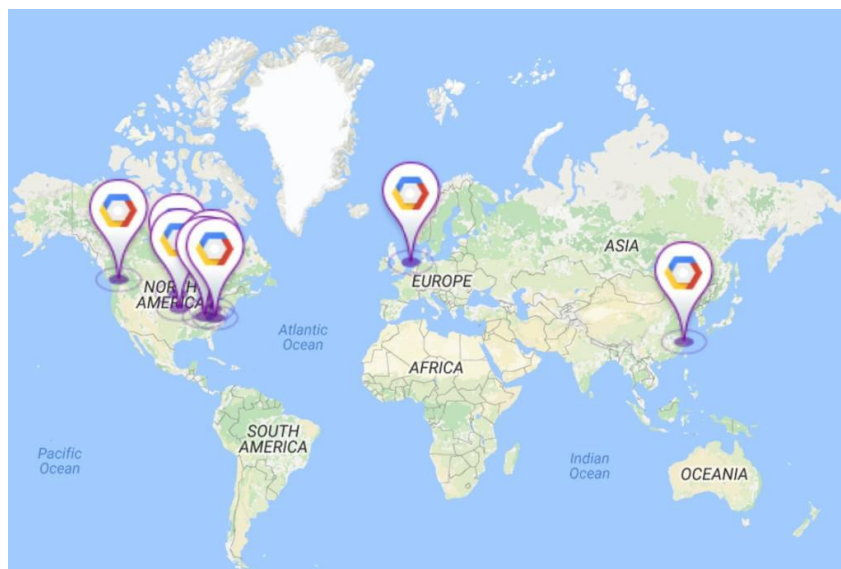 ASIA
EUROPE
NORTH
AMERICA
Atlantic
Ocean
AFRICA
SOUTH
AMERICA
Pacific
Ocean
Indian
Ocean
OCEANIA